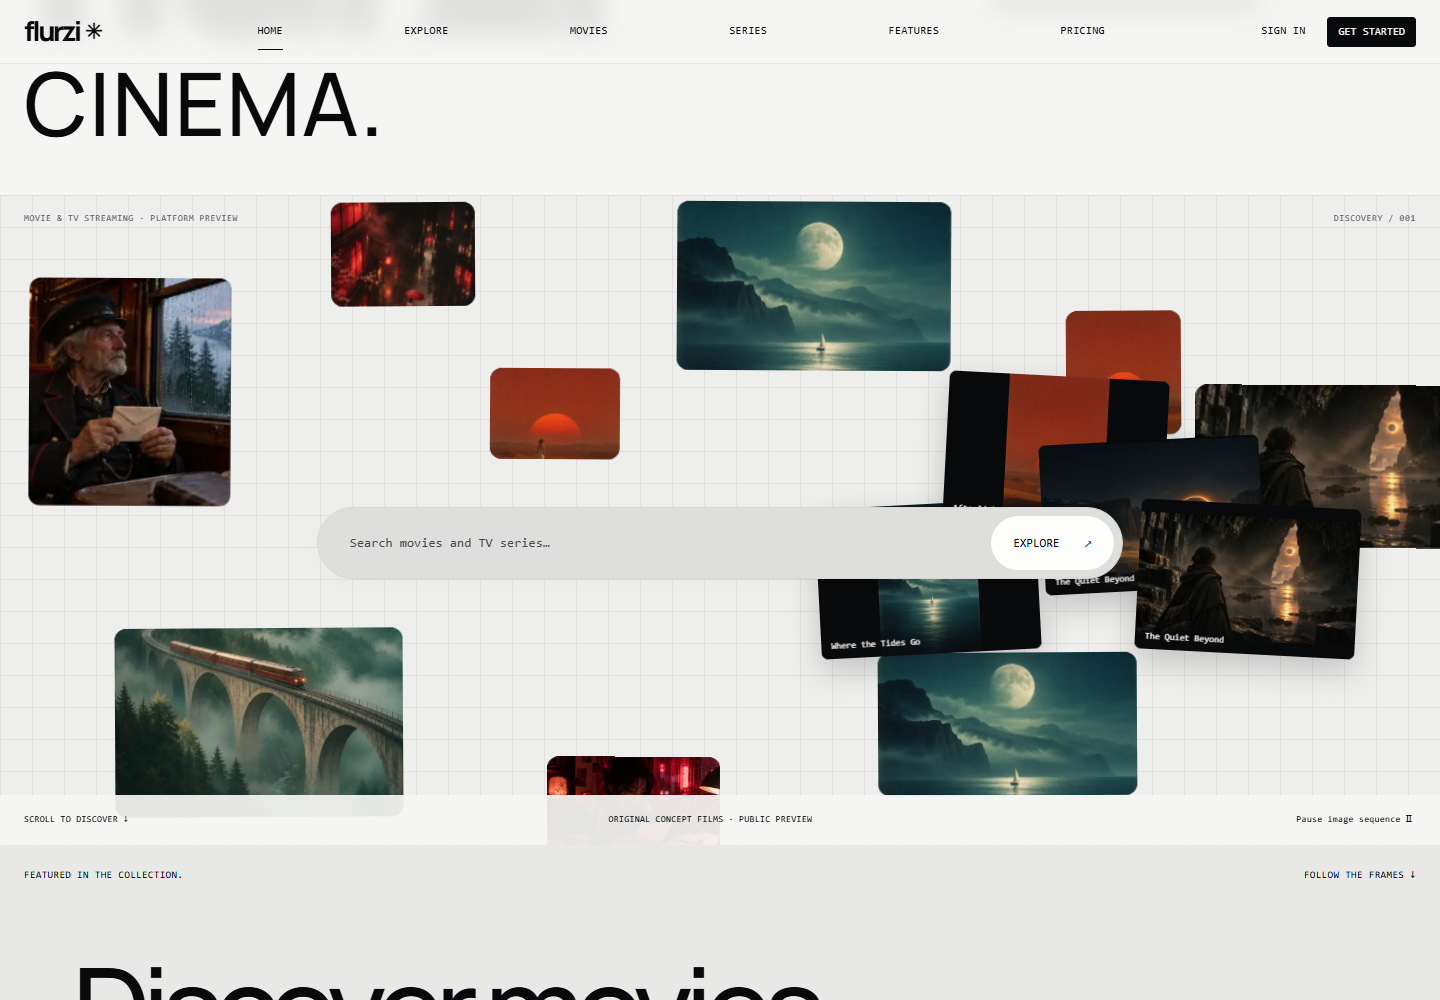 flurzi
HOME
EXPLORE
MOVIES
SERIES
FEATURES
PRICING
SIGN IN
GET STARTED
CINEMA.
MOVIE & TV STREAMING · PLATFORM PREVIEW
DISCOVERY / 001
Search movies and TV series…
EXPLORE ↗
The Quiet Beyond
Where the Tides Go
The Quiet Beyond
SCROLL TO DISCOVER ↓
ORIGINAL CONCEPT FILMS · PUBLIC PREVIEW
Pause image sequence
FEATURED IN THE COLLECTION.
FOLLOW THE FRAMES ↓
Discover movies